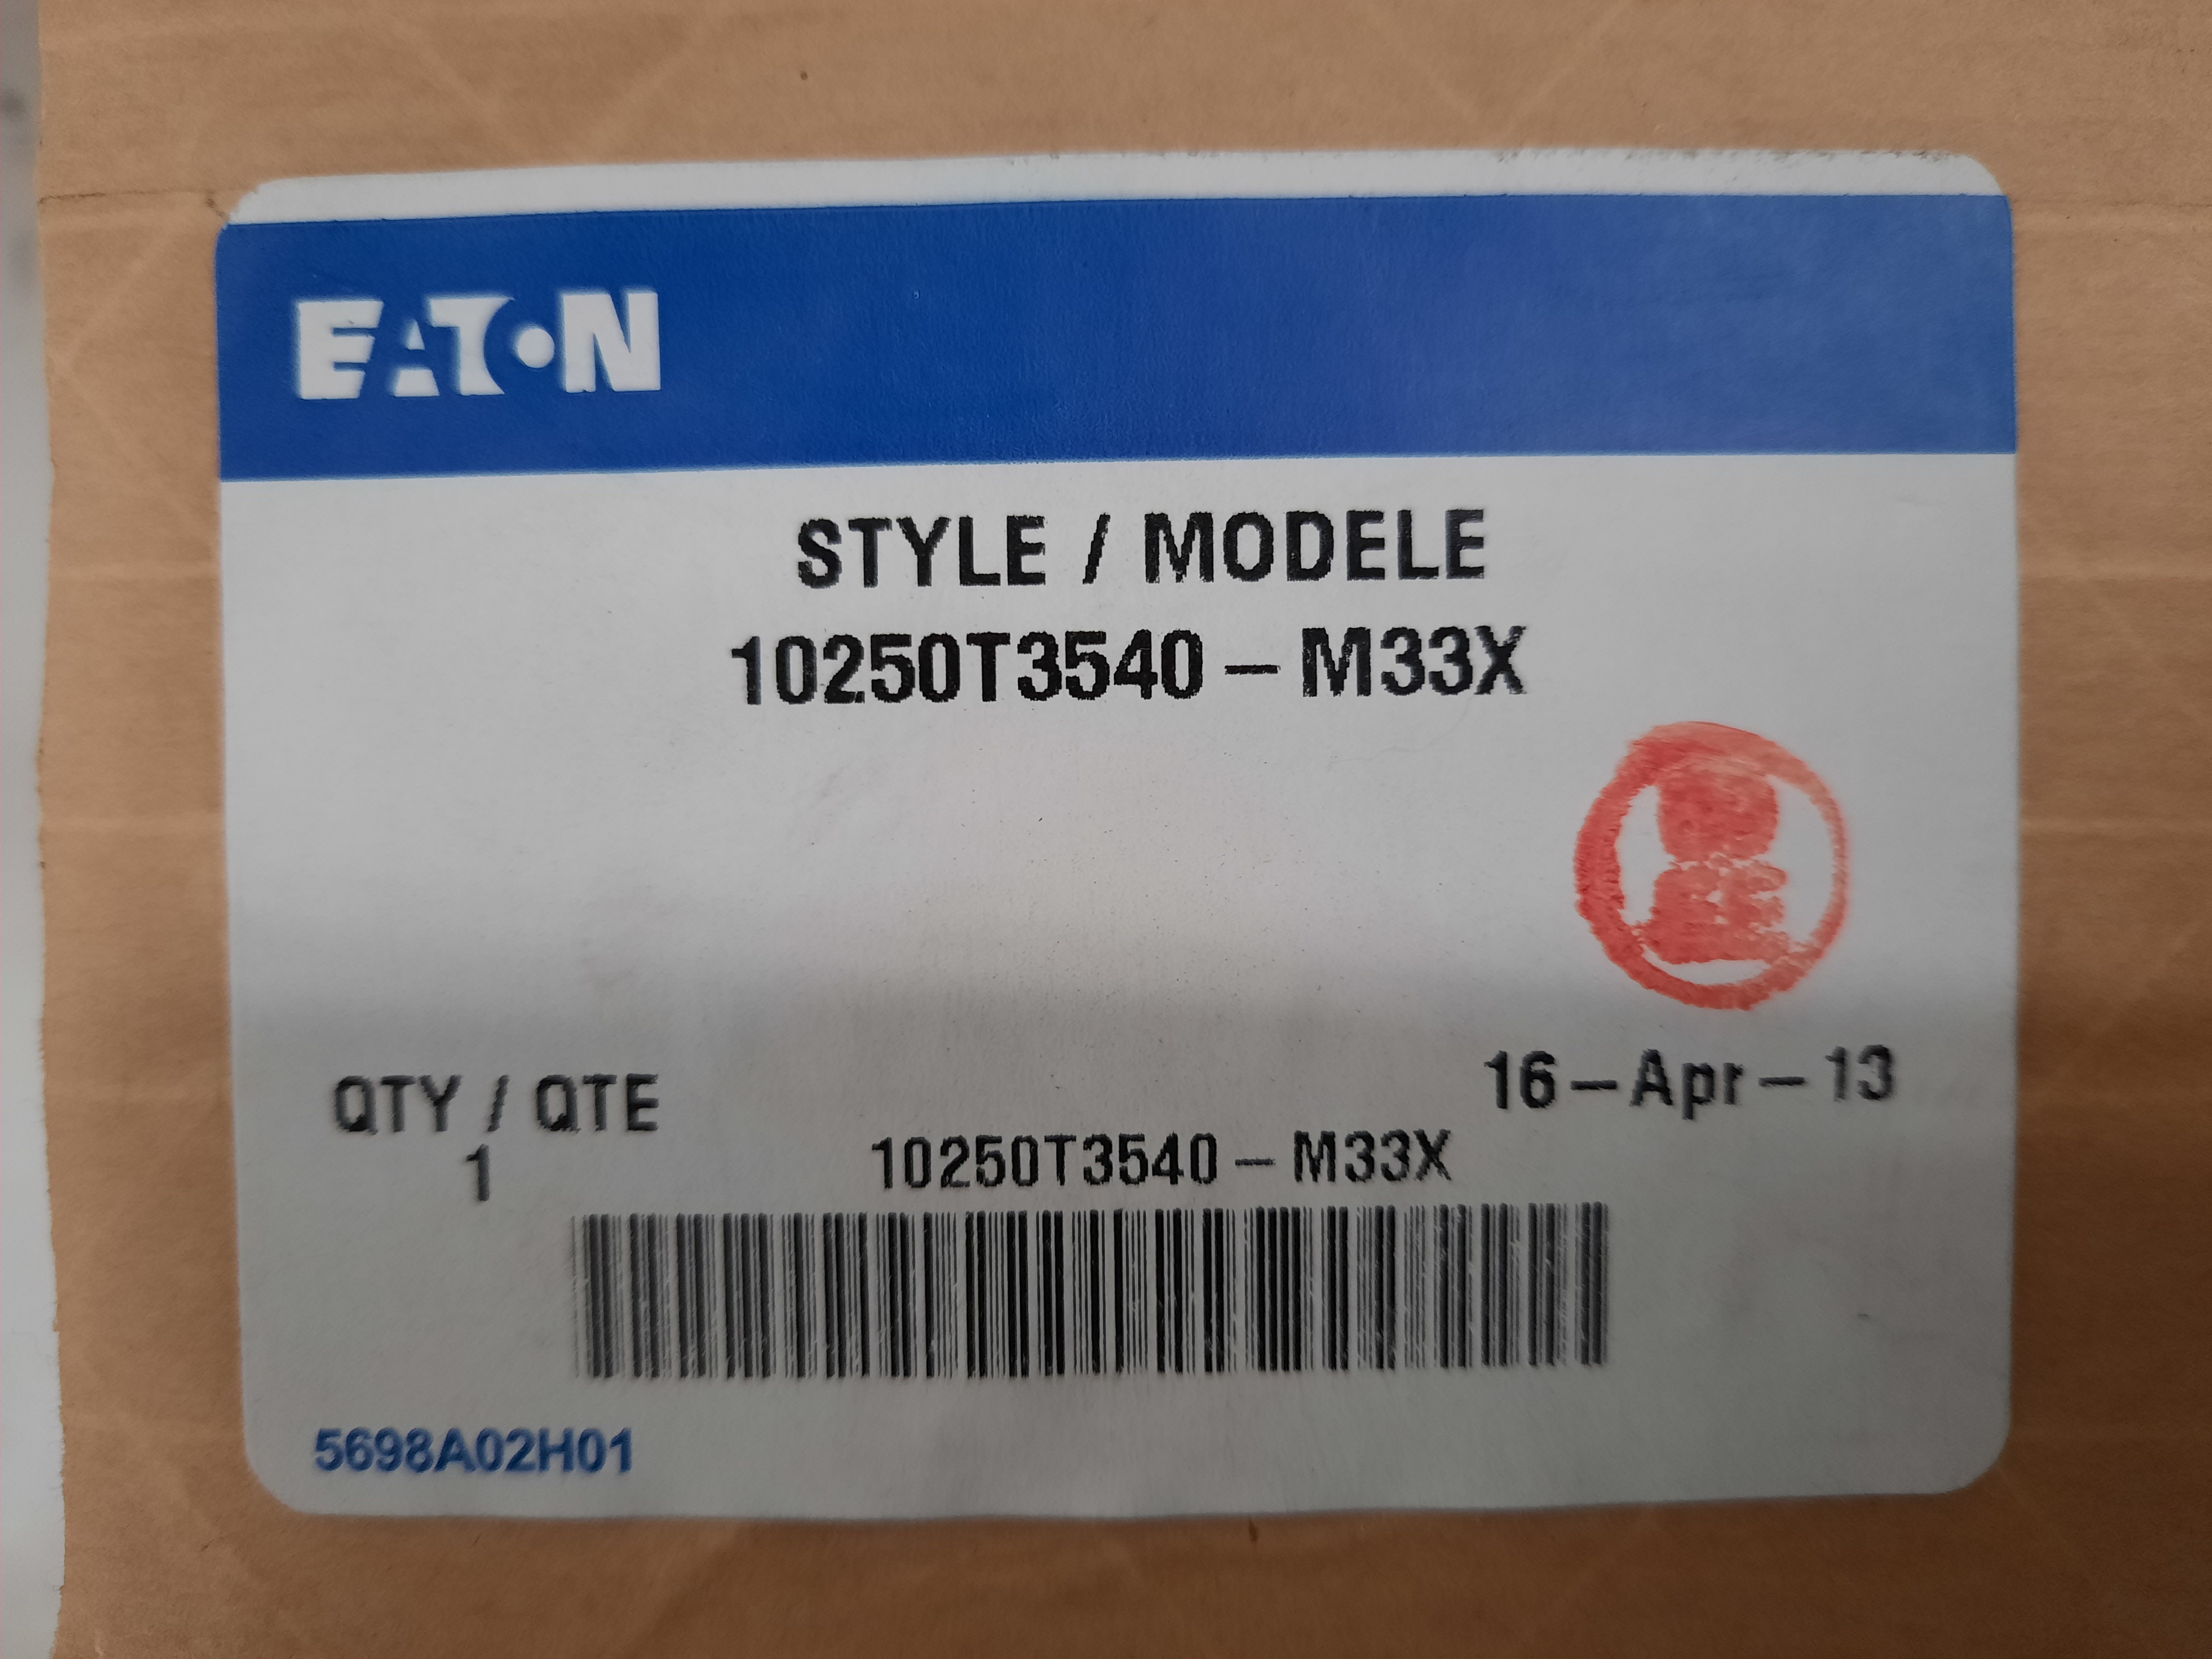 EATON
STYLE / MODELE
10250T3540-M33X
16-Apr-13
QTY / QTE
1
10250T3540-M33X
5698A02H01